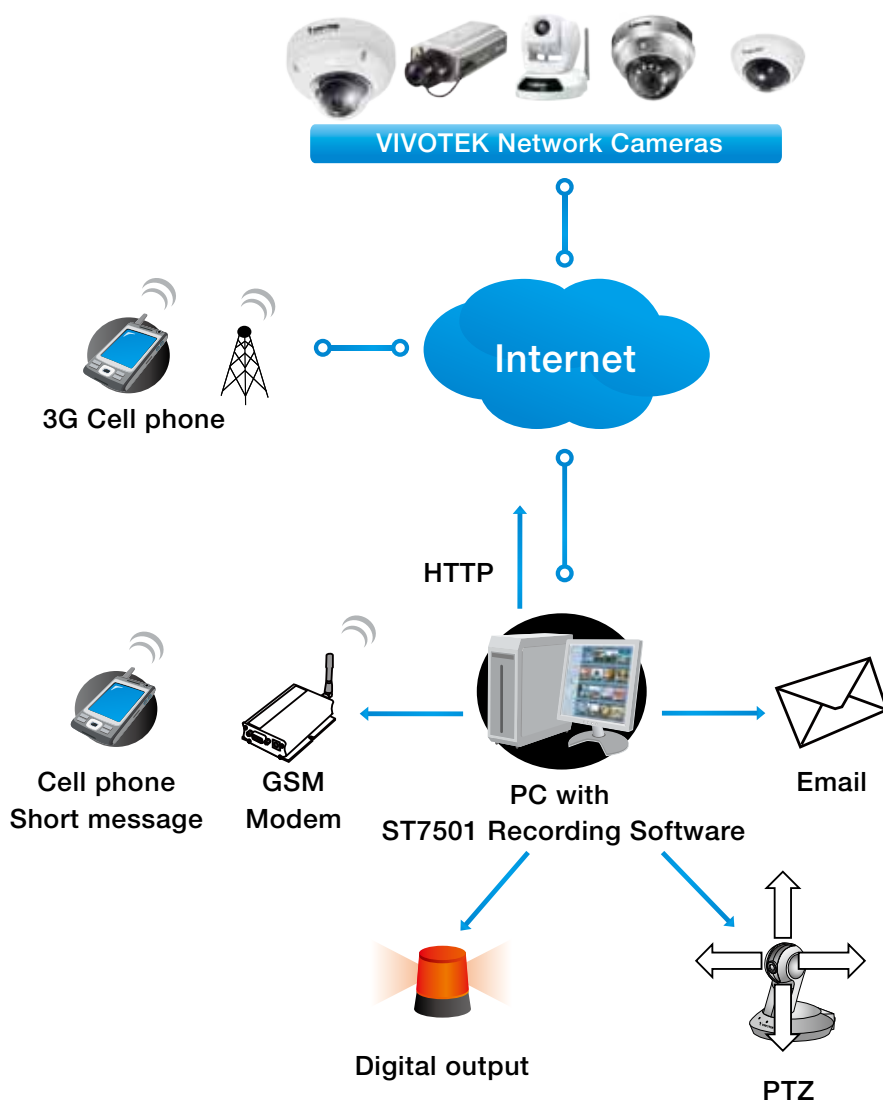 VIVOTEK Network Cameras
Internet
3G Cell phone
HTTP
Cell phone
Short message
GSM
Modem
PC with
ST7501 Recording Software
Email
Digital output
PTZ